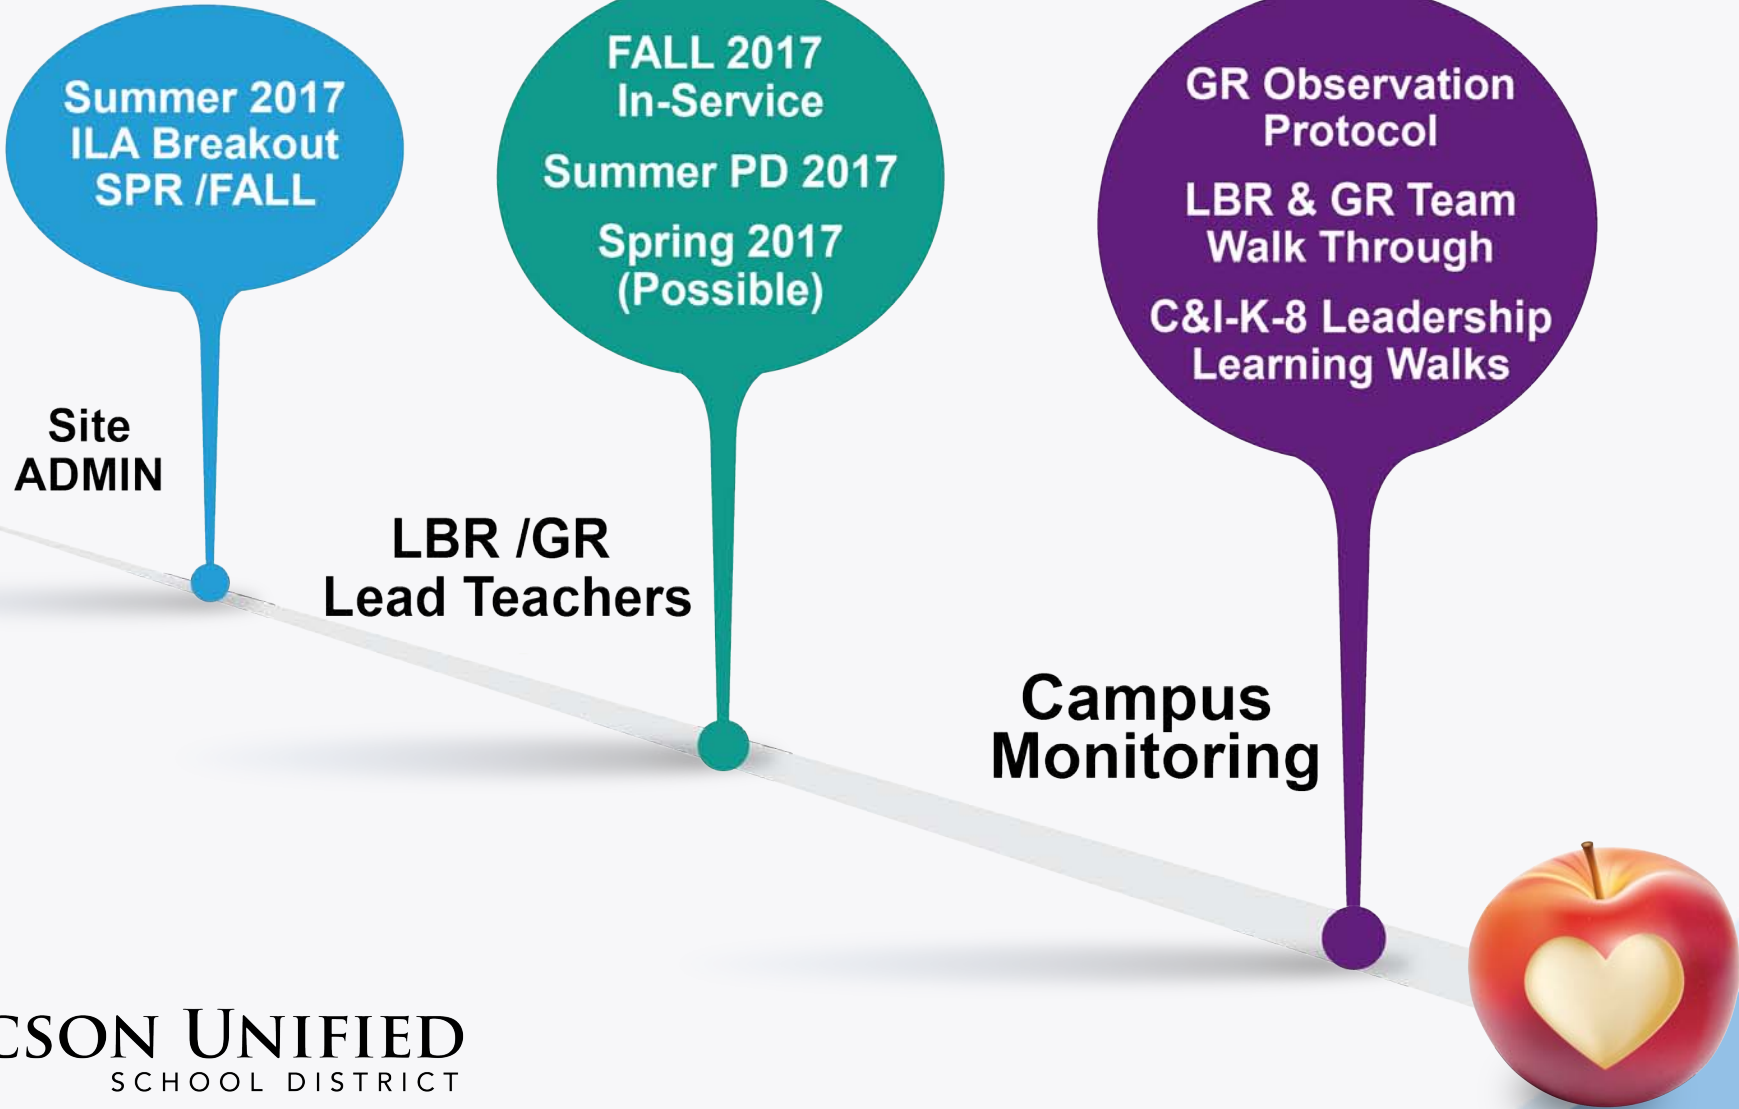 Summer 2017
ILA Breakout
SPR /FALL
Site
ADMIN
FALL 2017
In-Service
Summer PD 2017
Spring 2017
(Possible)
LBR /GR
Lead Teachers
GR Observation
Protocol
LBR & GR Team
Walk Through
C&I-K-8 Leadership
Learning Walks
Campus
Monitoring
CSON UNIFIED
SCHOOL DISTRICT